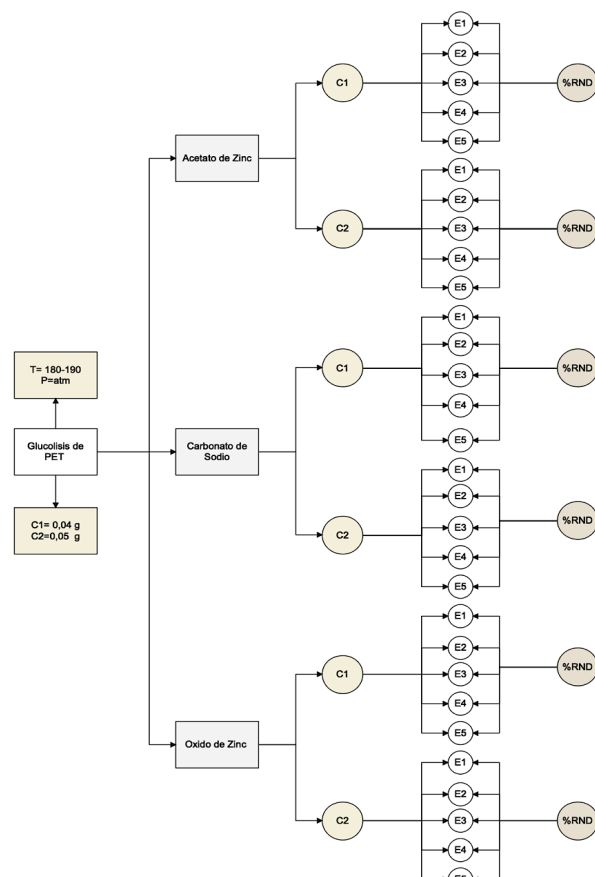 E1
E2
C1
E3
%RND
E4
E5
Acetato de Zinc
E1
E2
C2
E3
%RND
E4
E5
E1
E2
T= 180-190
P=atm
C1
E3
%RND
E4
Glucolisis de
PET
Carbonato de
Sodio
E5
E1
E2
C1= 0,04 g
C2=0,05 g
C2
E3
%RND
E4
E5
E1
E2
C1
E3
%RND
E4
E5
Oxido de Zinc
E1
E2
C2
E3
%RND
E4
E5